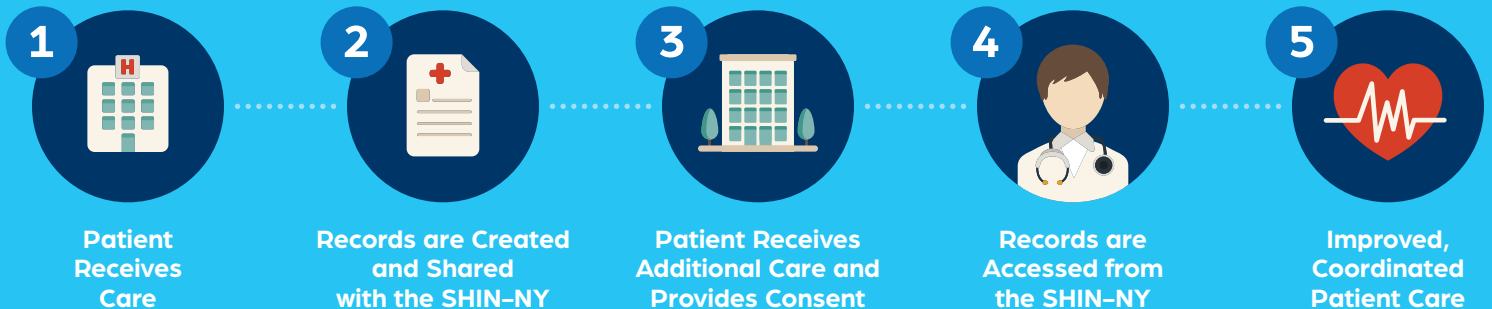 1
2
3
4
5
H
Patient
Receives
Care
Records are Created
and Shared
with the SHIN-NY
Patient Receives
Additional Care and
Provides Consent
Records are
Accessed from
the SHIN-NY
Improved,
Coordinated
Patient Care